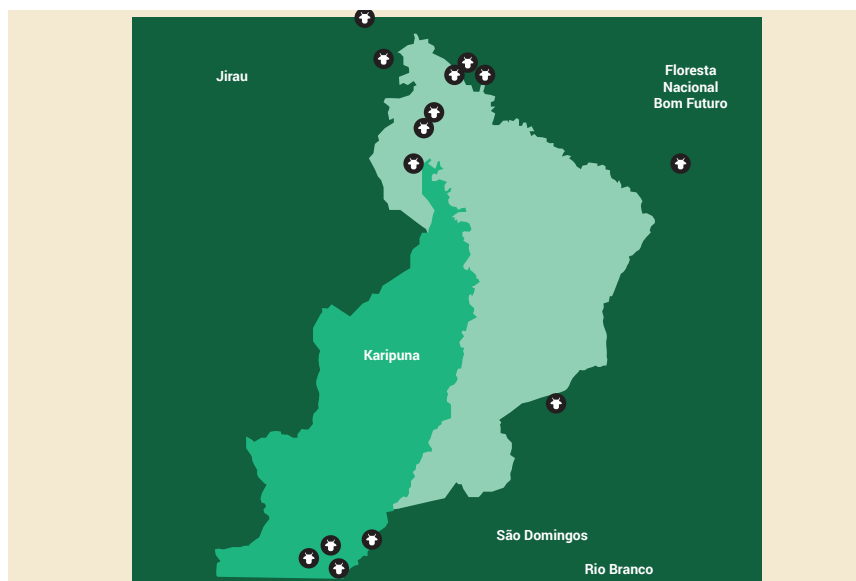 Jirau
Floresta
Nacional
Bom Futuro
Karipuna
São Domingos
Rio Branco